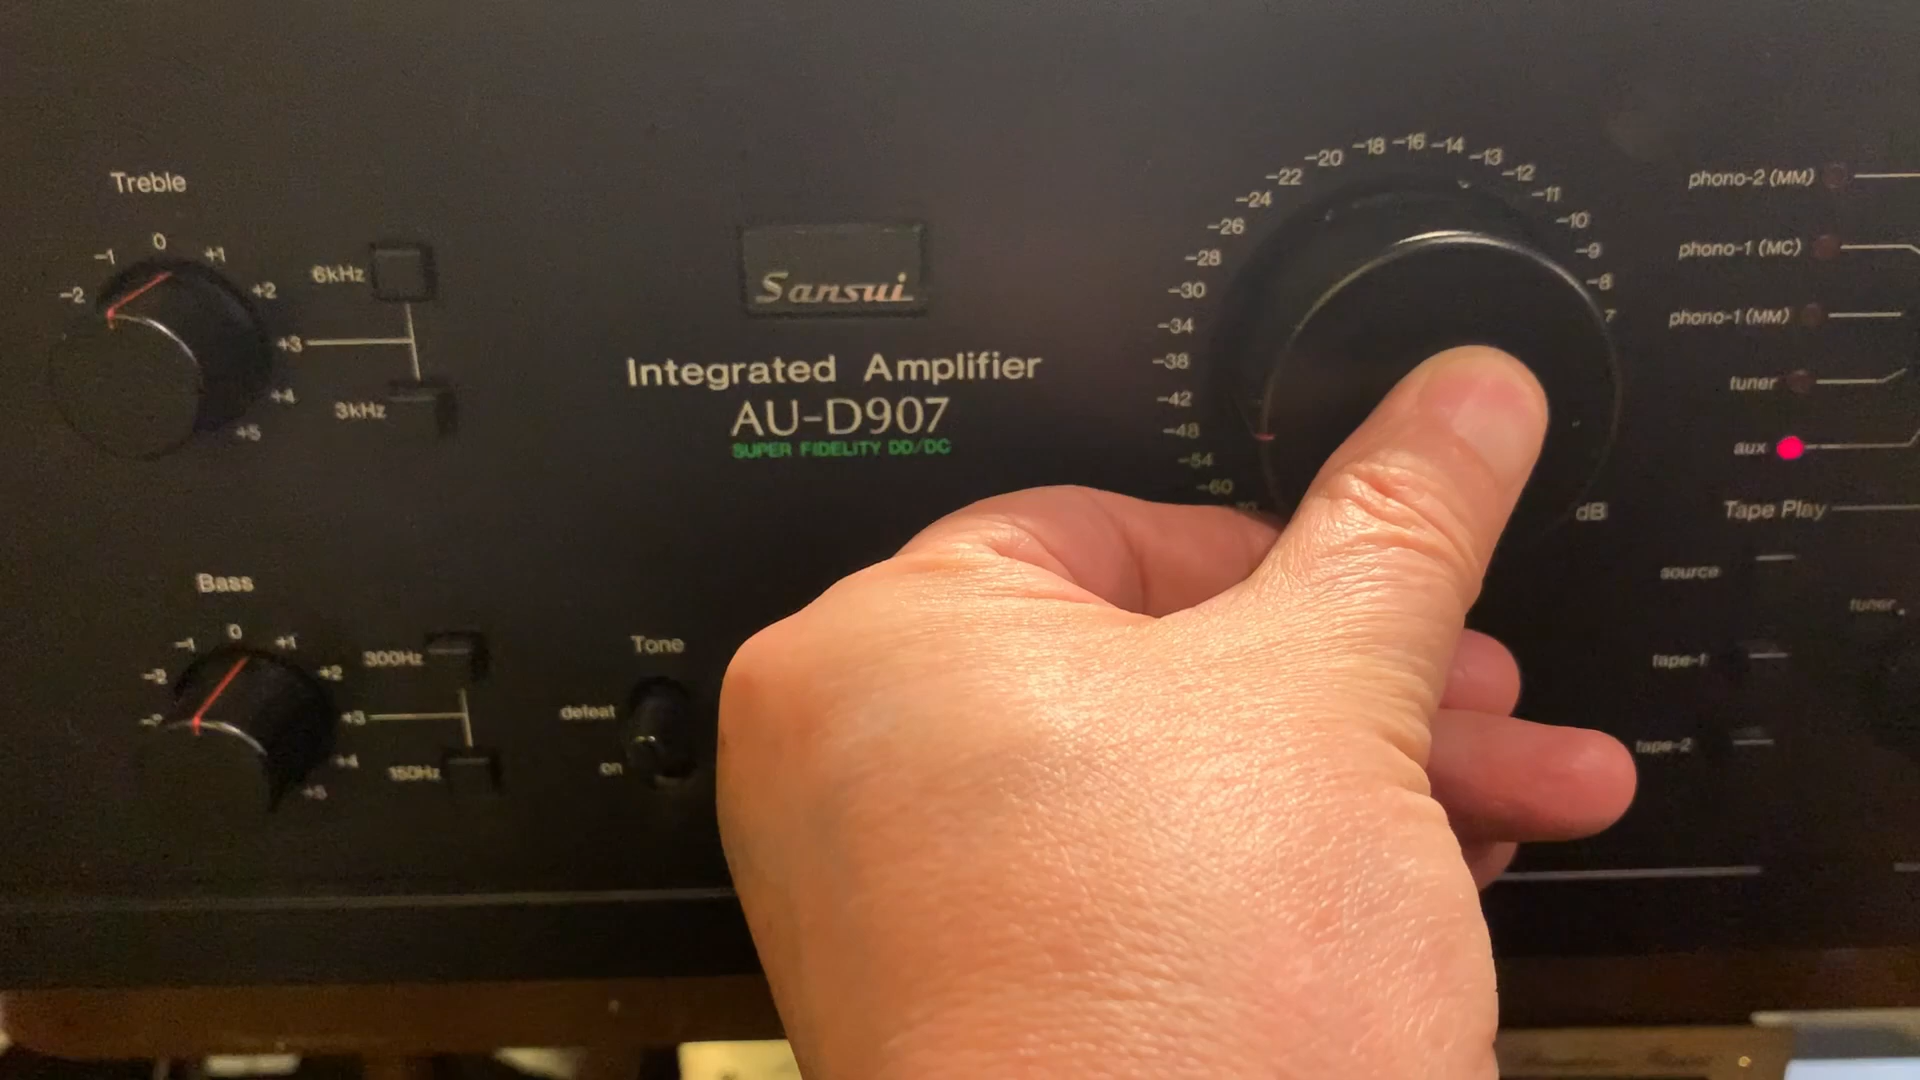 Treble
-2 -1 0 +1 +2 +3 +4 +5
6kHz
3kHz
Sansui
Integrated Amplifier
AU-D907
SUPER FIDELITY DD/DC
Bass
-2 -1 0 +1 +2 +3 +4 +5
300Hz
150Hz
Tone
defeat
on
-60 -54 -48 -42 -38 -34 -30 -28 -26 -24 -22 -20 -18 -16 -14 -13 -12 -11 -10 -9 -8 7
dB
phono-2 (MM)
phono-1 (MC)
phono-1 (MM)
tuner
aux
Tape Play
source
tuner
tape-1
tape-2